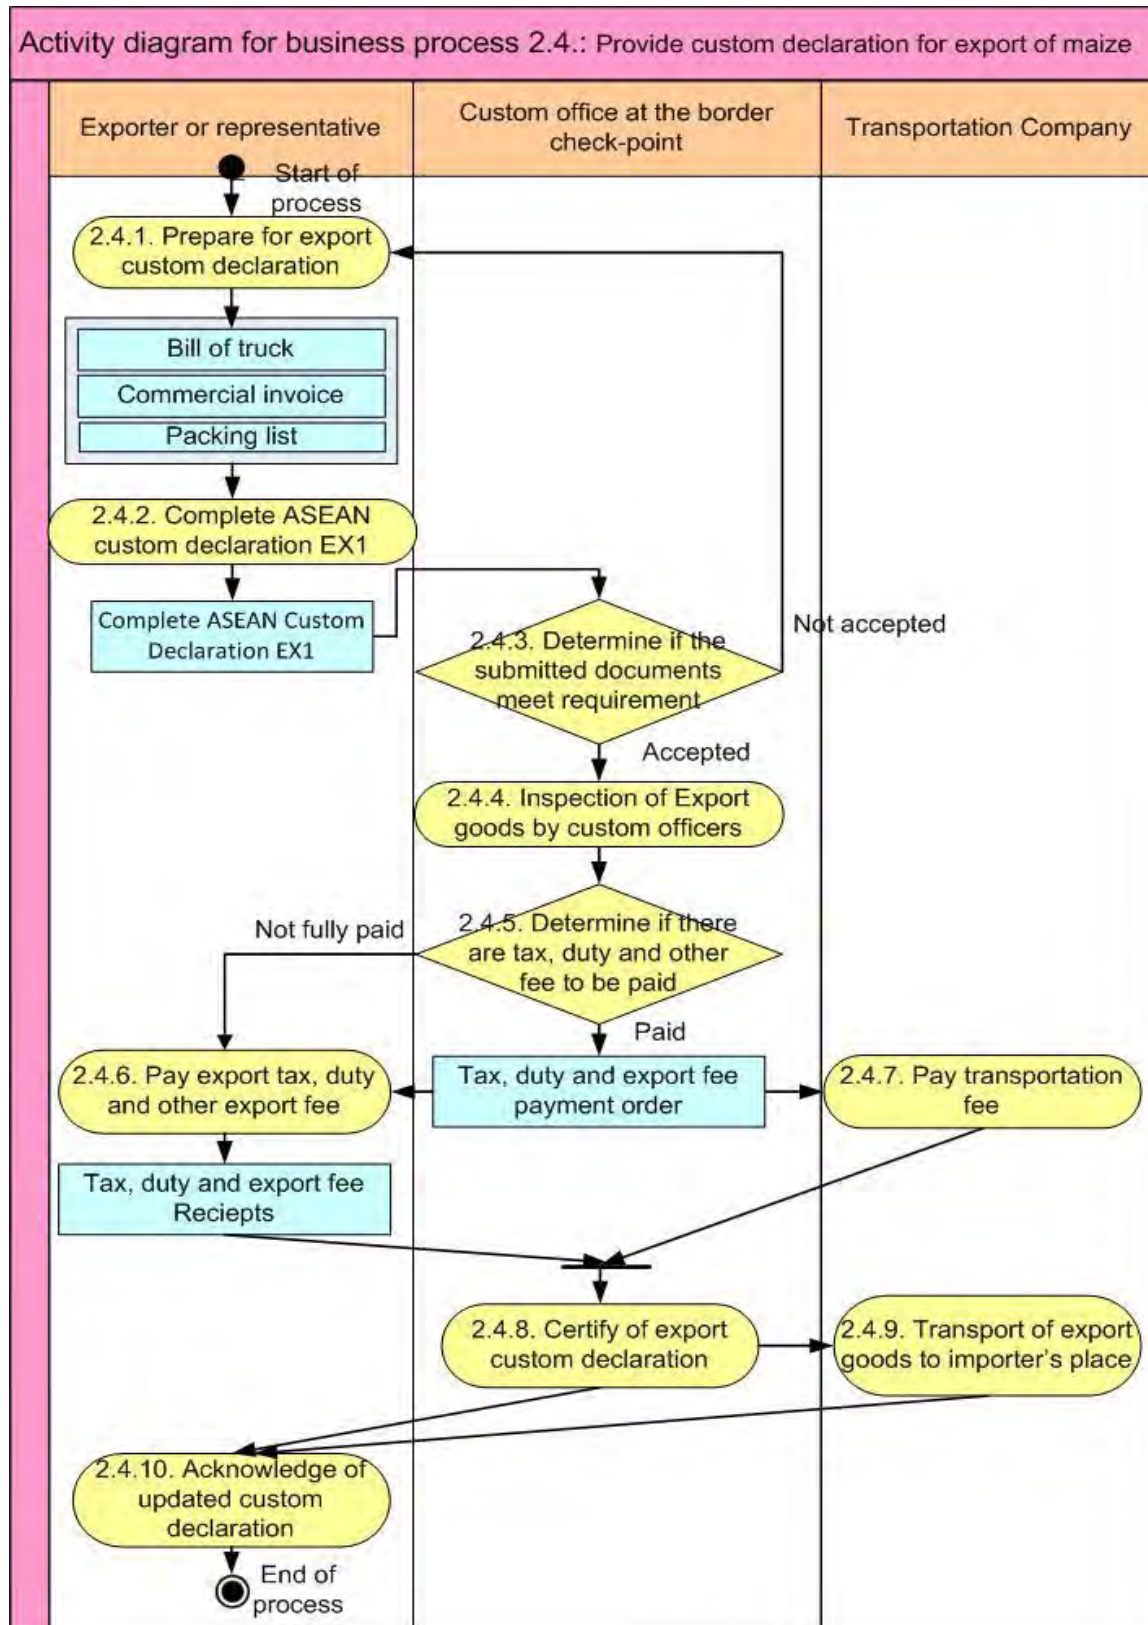 Activity diagram for business process 2.4.: Provide custom declaration for export of maize
Exporter or representative
Custom office at the border
check-point
Transportation Company
Start of
process
2.4.1. Prepare for export
custom declaration
Bill of truck
Commercial invoice
Packing list
2.4.2. Complete ASEAN
custom declaration EX1
Complete ASEAN Custom
Declaration EX1
2.4.3. Determine if the
submitted documents
meet requirement
Not accepted
Accepted
2.4.4. Inspection of Export
goods by custom officers
Not fully paid
2.4.5. Determine if there
are tax, duty and other
fee to be paid
Paid
2.4.6. Pay export tax, duty
and other export fee
Tax, duty and export fee
payment order
2.4.7. Pay transportation
fee
Tax, duty and export fee
Reciepts
2.4.8. Certify of export
custom declaration
2.4.9. Transport of export
goods to importer's place
2.4.10. Acknowledge of
updated custom
declaration
End of
process